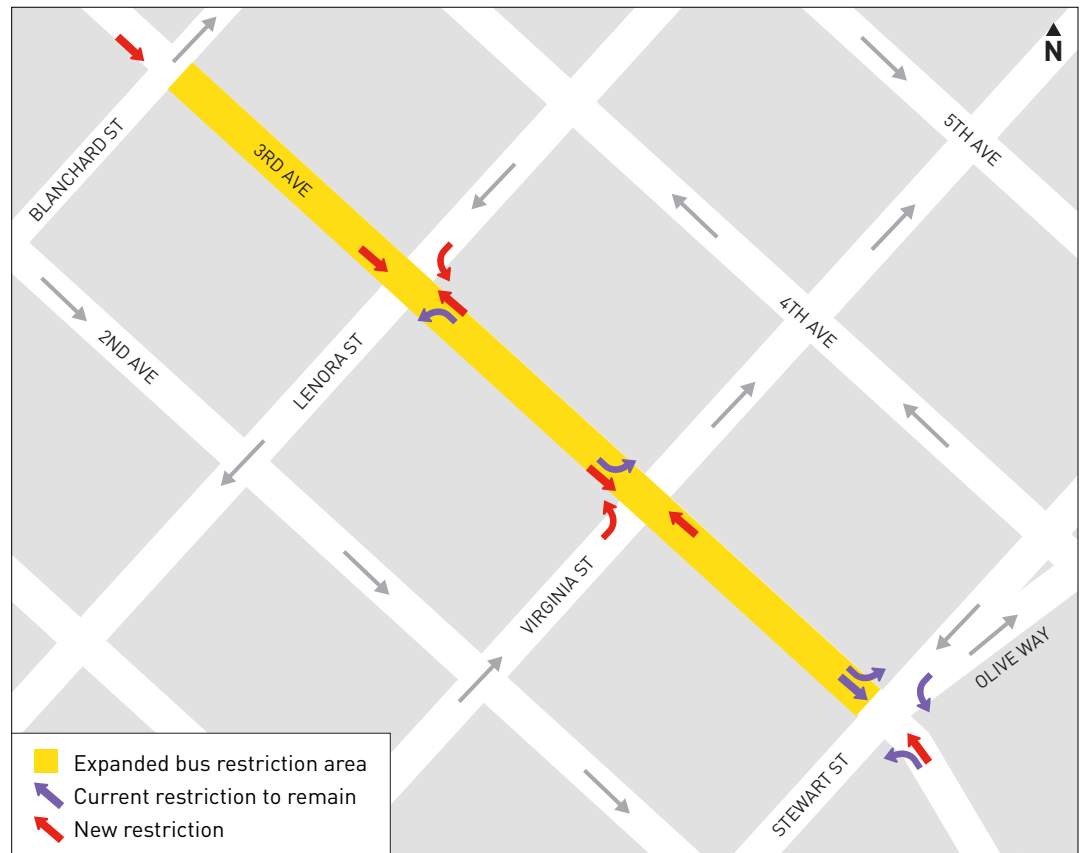 N
BLANCHARD ST
3RD AVE
5TH AVE
2ND AVE
LENORA ST
4TH AVE
VIRGINIA ST
OLIVE WAY
STEWART ST
Expanded bus restriction area
Current restriction to remain
New restriction